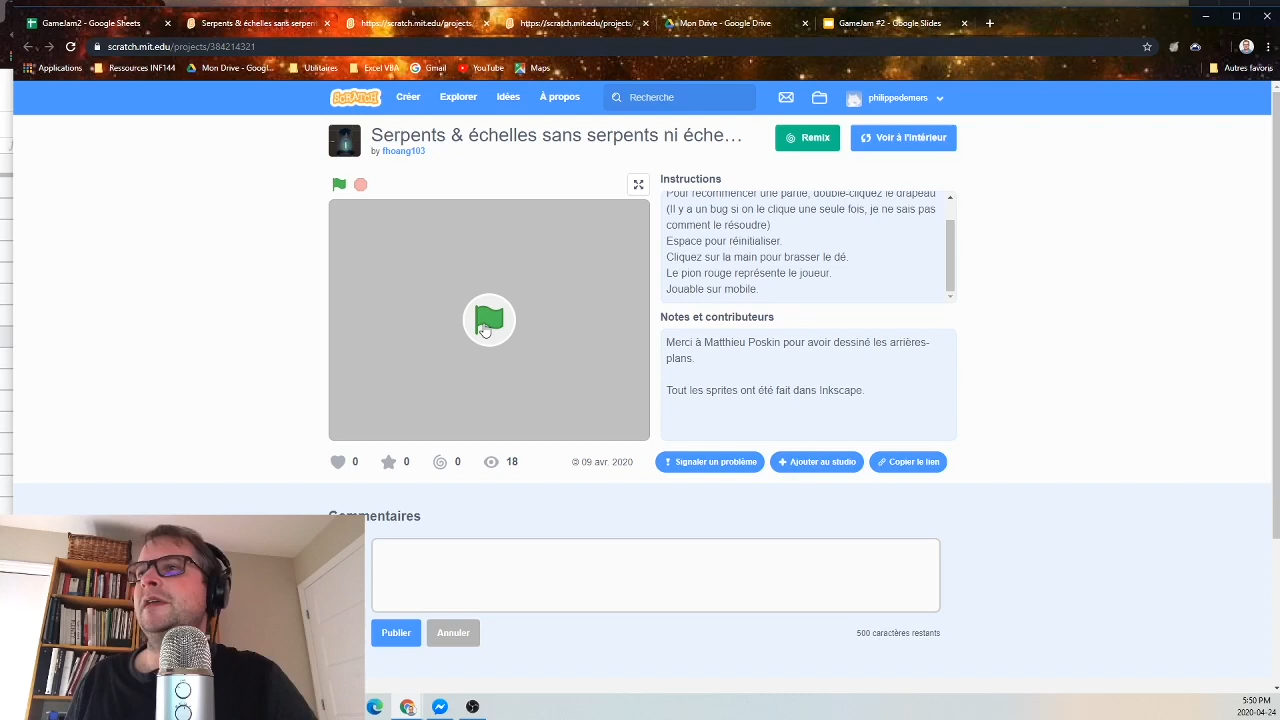 GameJam2 - Google Sheets
Serpents & échelles sans serpen
https://scratch.mit.edu/projects
https://scratch.mit.edu/projects
Mon Drive - Google Drive
GameJam #2 - Google Slides
scratch.mit.edu/projects/384214321
Applications
Ressources INF144
Mon Drive - Googl...
Utilitaires
Excel VBA
Gmail
YouTube
Maps
Autres favoris
SCRATCH
Créer
Explorer
Idées
À propos
Recherche
philippedemers
Serpents & échelles sans serpents ni éche...
by fhoang103
Remix
Voir à l'intérieur
Instructions
Pour recommencer une partie, double-cliquez le drapeau
(Il y a un bug si on le clique une seule fois, je ne sais pas
comment le résoudre)
Espace pour réinitialiser.
Cliquez sur la main pour brasser le dé.
Le pion rouge représente le joueur.
Jouable sur mobile.
Notes et contributeurs
Merci à Matthieu Poskin pour avoir dessiné les arrières-
plans.
Tout les sprites ont été fait dans Inkscape.
0
0
0
18
© 09 avr. 2020
Signaler un problème
Ajouter au studio
Copier le lien
Commentaires
Publier
Annuler
500 caractères restants
5:50 PM
2020-04-24